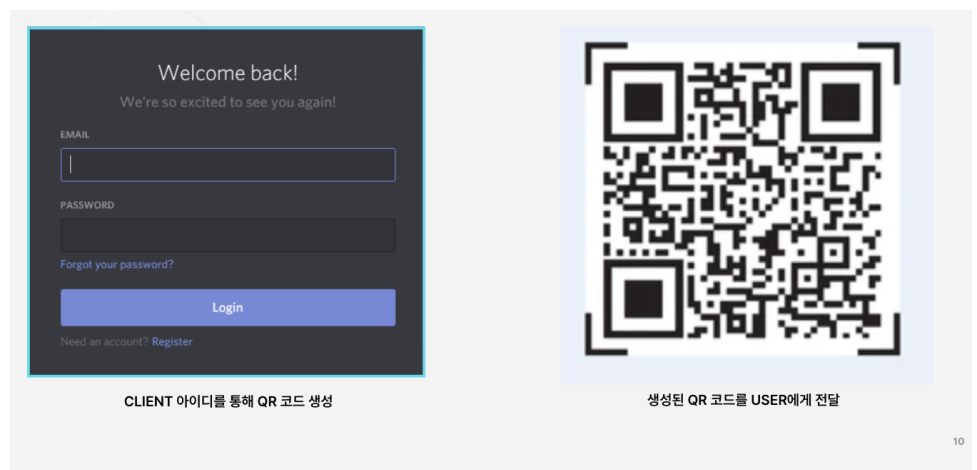 Welcome back!
We're so excited to see you again!
EMAIL
PASSWORD
Forgot your password?
Login
Need an account? Register
CLIENT 아이디를 통해 QR 코드 생성
생성된 QR 코드를 USER에게 전달
10